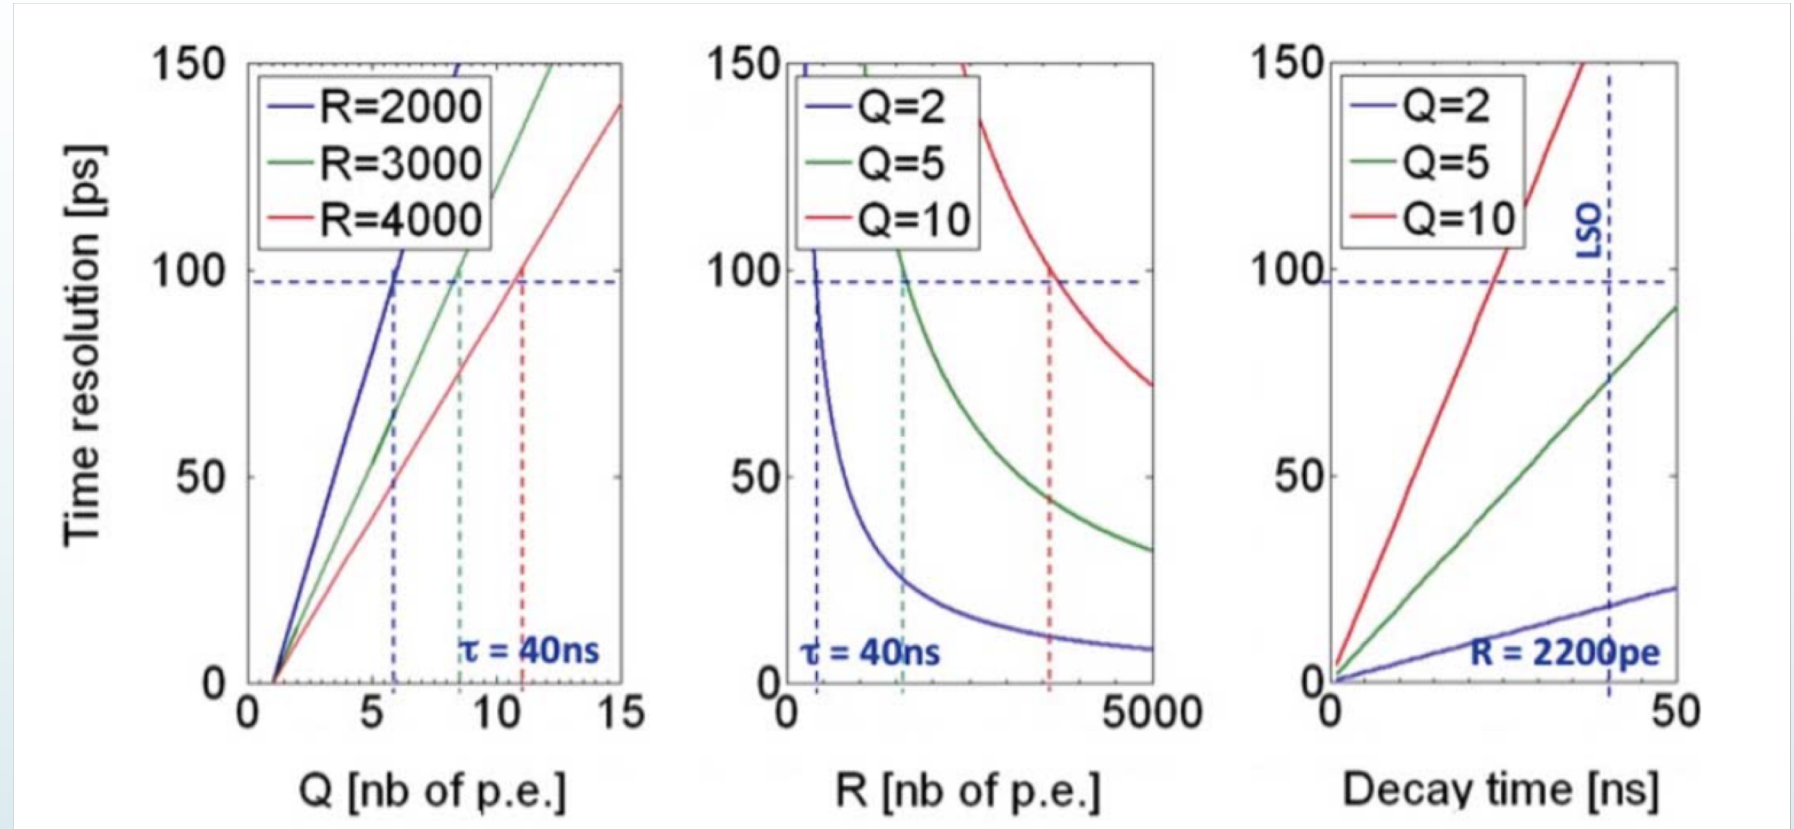 Time resolution [ps]
150
100
50
0
R=2000
R=3000
R=4000
τ = 40ns
0
5
10
15
Q [nb of p.e.]
150
100
50
0
Q=2
Q=5
Q=10
τ = 40ns
0
5000
R [nb of p.e.]
150
100
50
0
Q=2
Q=5
Q=10
LSO
R = 2200pe
0
50
Decay time [ns]